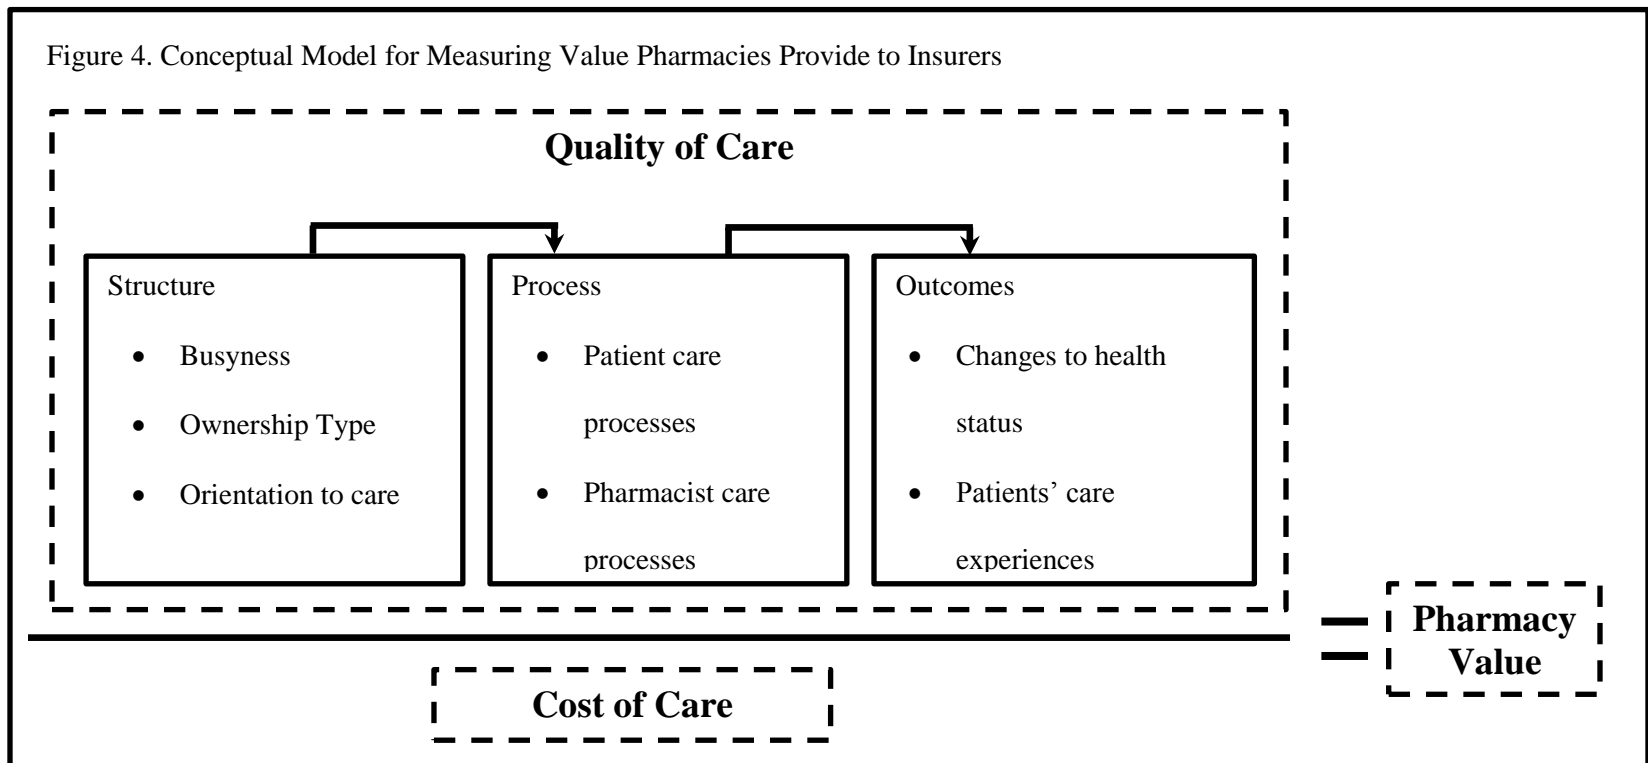 Figure 4. Conceptual Model for Measuring Value Pharmacies Provide to Insurers
Quality of Care
Structure
• Busyness
• Ownership Type
• Orientation to care
Process
• Patient care
processes
• Pharmacist care
processes
Outcomes
• Changes to health
status
• Patients’ care
experiences
Cost of Care
=
Pharmacy
Value